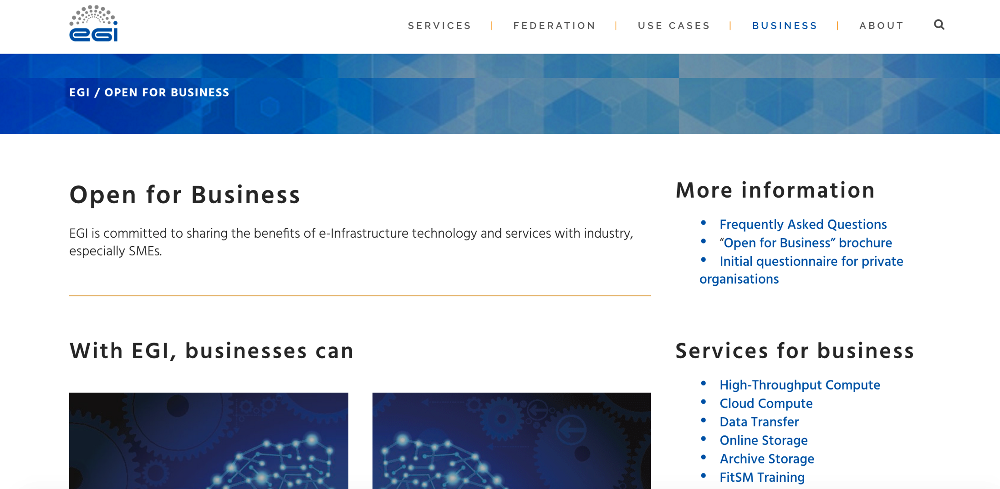 egi
SERVICES | FEDERATION | USE CASES | BUSINESS | ABOUT
EGI / OPEN FOR BUSINESS
Open for Business
EGI is committed to sharing the benefits of e-Infrastructure technology and services with industry,
especially SMEs.
With EGI, businesses can
More information
• Frequently Asked Questions
• “Open for Business” brochure
• Initial questionnaire for private
organisations
Services for business
• High-Throughput Compute
• Cloud Compute
• Data Transfer
• Online Storage
• Archive Storage
• FitSM Training